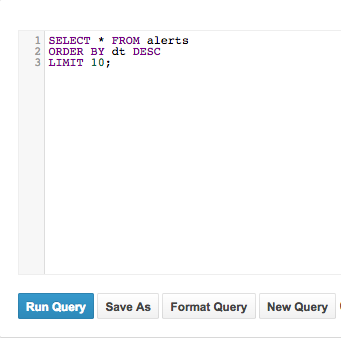 1 SELECT * FROM alerts
2 ORDER BY dt DESC
3 LIMIT 10;
Run Query Save As Format Query New Query